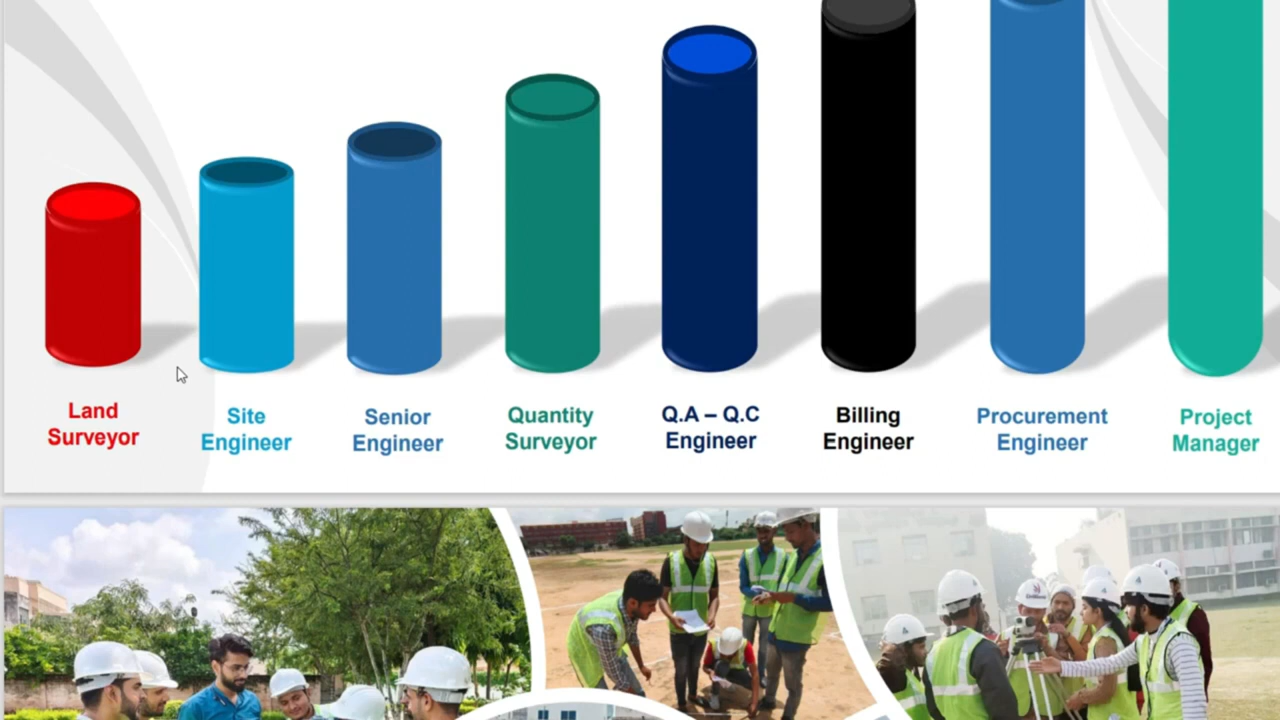 Land
Surveyor
Site
Engineer
Senior
Engineer
Quantity
Surveyor
Q.A – Q.C
Engineer
Billing
Engineer
Procurement
Engineer
Project
Manager